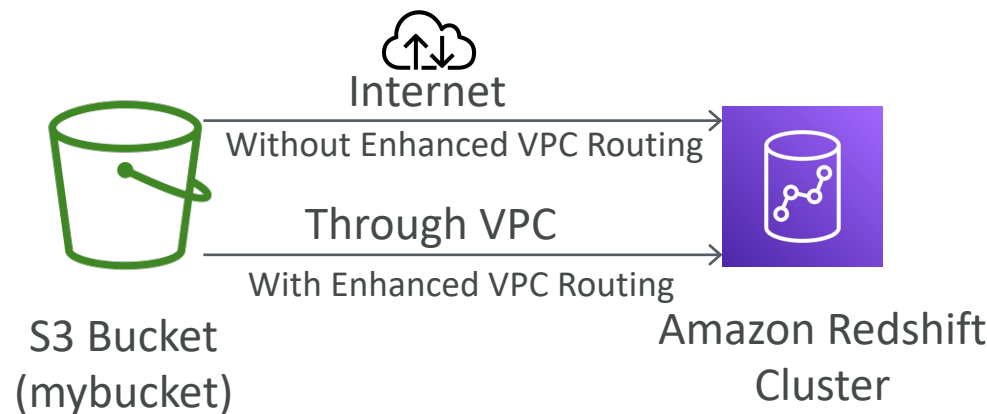 Internet
Without Enhanced VPC Routing
Through VPC
With Enhanced VPC Routing
S3 Bucket
(mybucket)
Amazon Redshift
Cluster